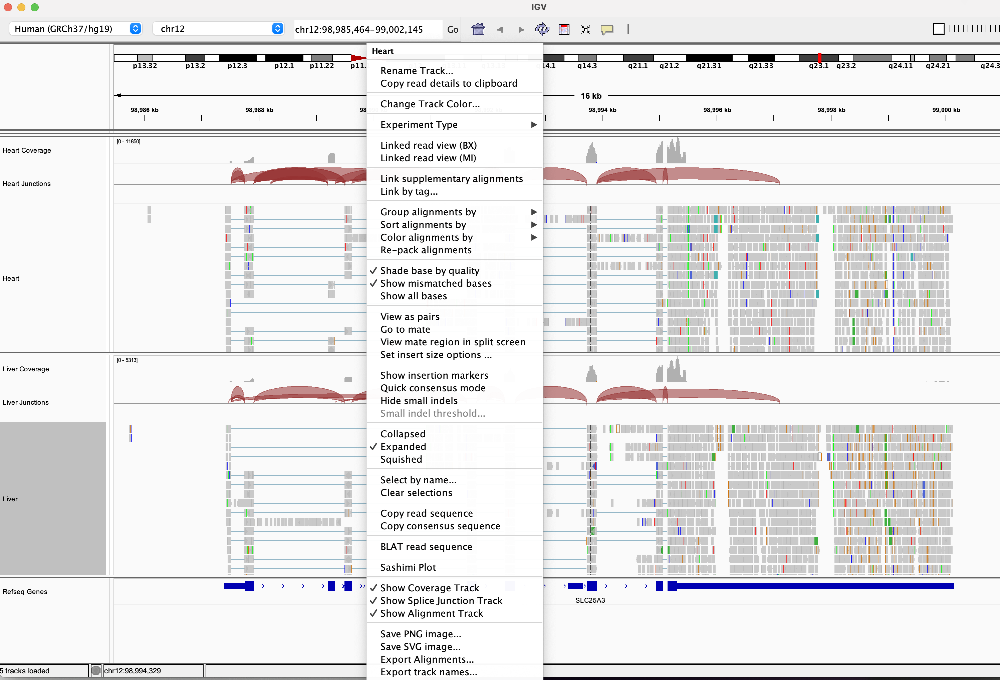 IGV
Human (GRCh37/hg19)
chr12
chr12:98,985,464-99,002,145
Go
p13.32
p13.2
p12.3
p12.1
p11.22
p11.
q14.3
q21.1
q21.2
q21.31
q21.33
q23.1
q23.2
q24.11
q24.21
q24.3
16 kb
98,986 kb
98,988 kb
98,994 kb
98,996 kb
98,998 kb
99,000 kb
Heart
Rename Track...
Copy read details to clipboard
Change Track Color...
Experiment Type
Linked read view (BX)
Linked read view (MI)
Link supplementary alignments
Link by tag...
Group alignments by
Sort alignments by
Color alignments by
Re-pack alignments
Shade base by quality
Show mismatched bases
Show all bases
View as pairs
Go to mate
View mate region in split screen
Set insert size options ...
Show insertion markers
Quick consensus mode
Hide small indels
Small indel threshold...
Collapsed
Expanded
Squished
Select by name...
Clear selections
Copy read sequence
Copy consensus sequence
BLAT read sequence
Sashimi Plot
Show Coverage Track
Show Splice Junction Track
Show Alignment Track
Save PNG image...
Save SVG image...
Export Alignments...
Export track names...
Heart Coverage
[0 - 11850]
Heart Junctions
Heart
Liver Coverage
[0 - 5313]
Liver Junctions
Liver
Refseq Genes
SLC25A3
5 tracks loaded
chr12:98,994,329